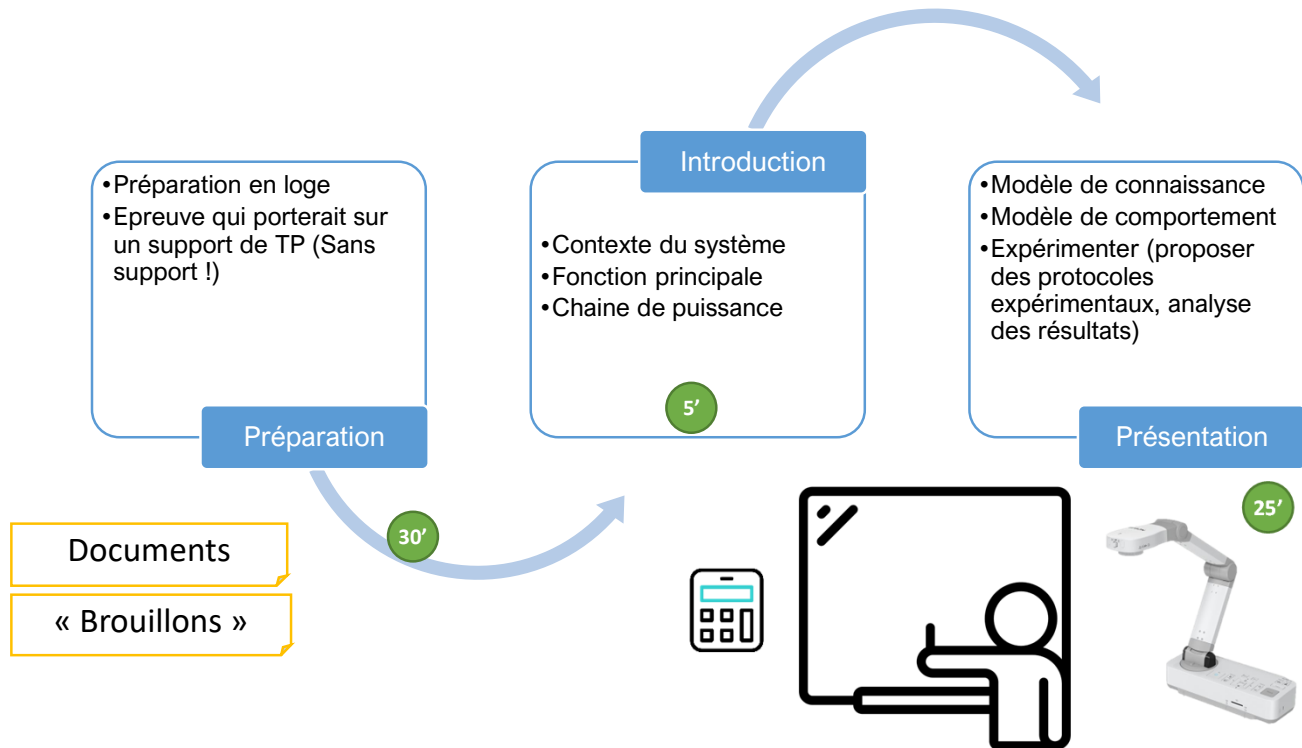 •Préparation en loge
•Epreuve qui porterait sur
un support de TP (Sans
support !)
Préparation
30’
Documents
« Brouillons »
Introduction
•Contexte du système
•Fonction principale
•Chaine de puissance
5’
•Modèle de connaissance
•Modèle de comportement
•Expérimenter (proposer
des protocoles
expérimentaux, analyse
des résultats)
Présentation
25’